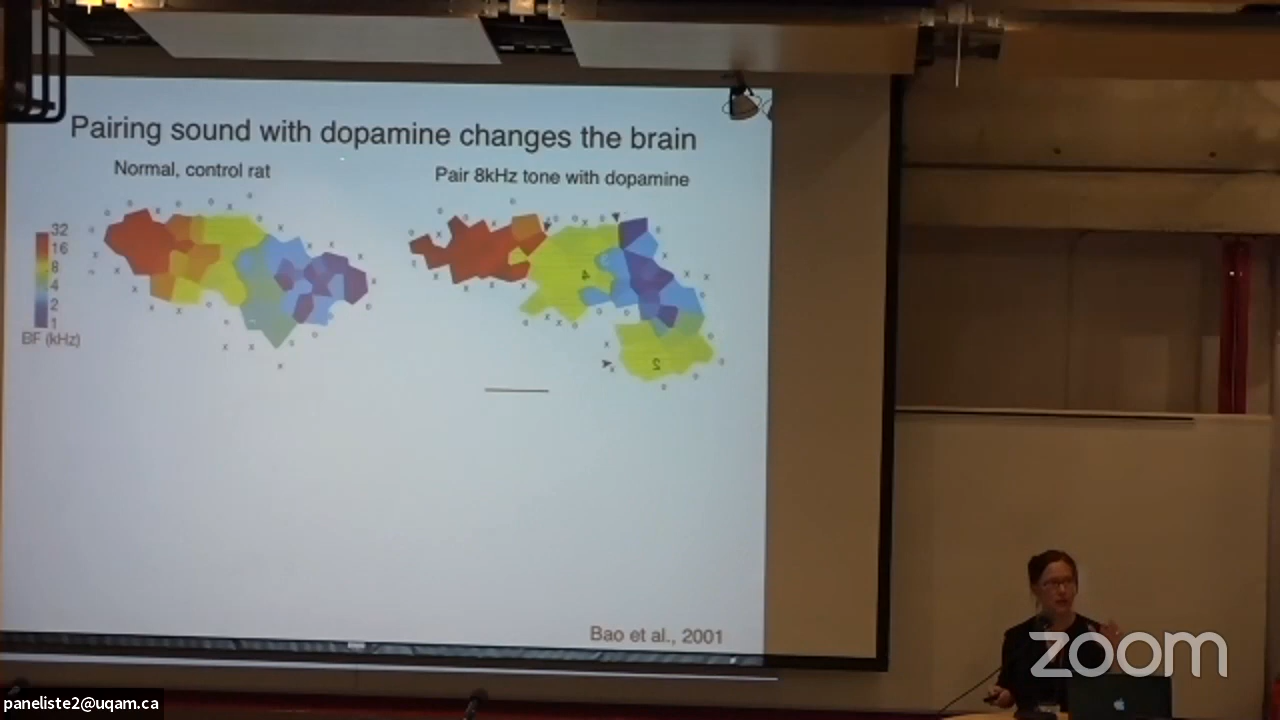 Pairing sound with dopamine changes the brain
Normal, control rat
Pair 8kHz tone with dopamine
32
16
8
4
2
1
BF (kHz)
4
2
2
Bao et al., 2001
zoom
paneliste2@uqam.ca